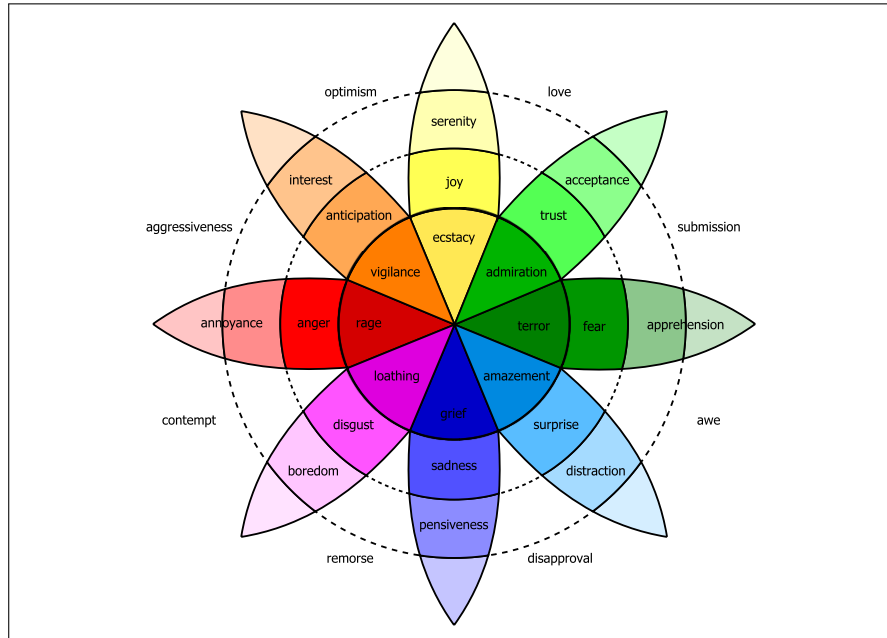 optimism
love
serenity
interest
acceptance
joy
anticipation
trust
aggressiveness
submission
ecstacy
vigilance
admiration
annoyance
anger
rage
terror
fear
apprehension
loathing
amazement
grief
contempt
disgust
surprise
awe
boredom
sadness
distraction
pensiveness
remorse
disapproval